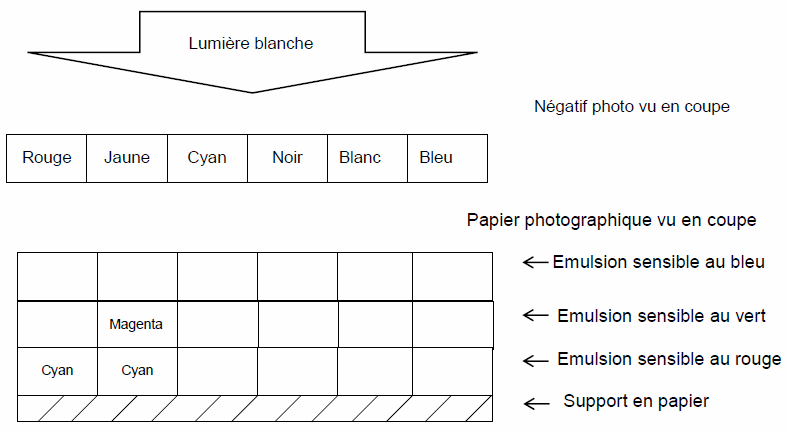 Lumière blanche
Négatif photo vu en coupe
Rouge Jaune Cyan Noir Blanc Bleu
Papier photographique vu en coupe
Emulsion sensible au bleu
Magenta
Emulsion sensible au vert
Cyan Cyan
Emulsion sensible au rouge
Support en papier